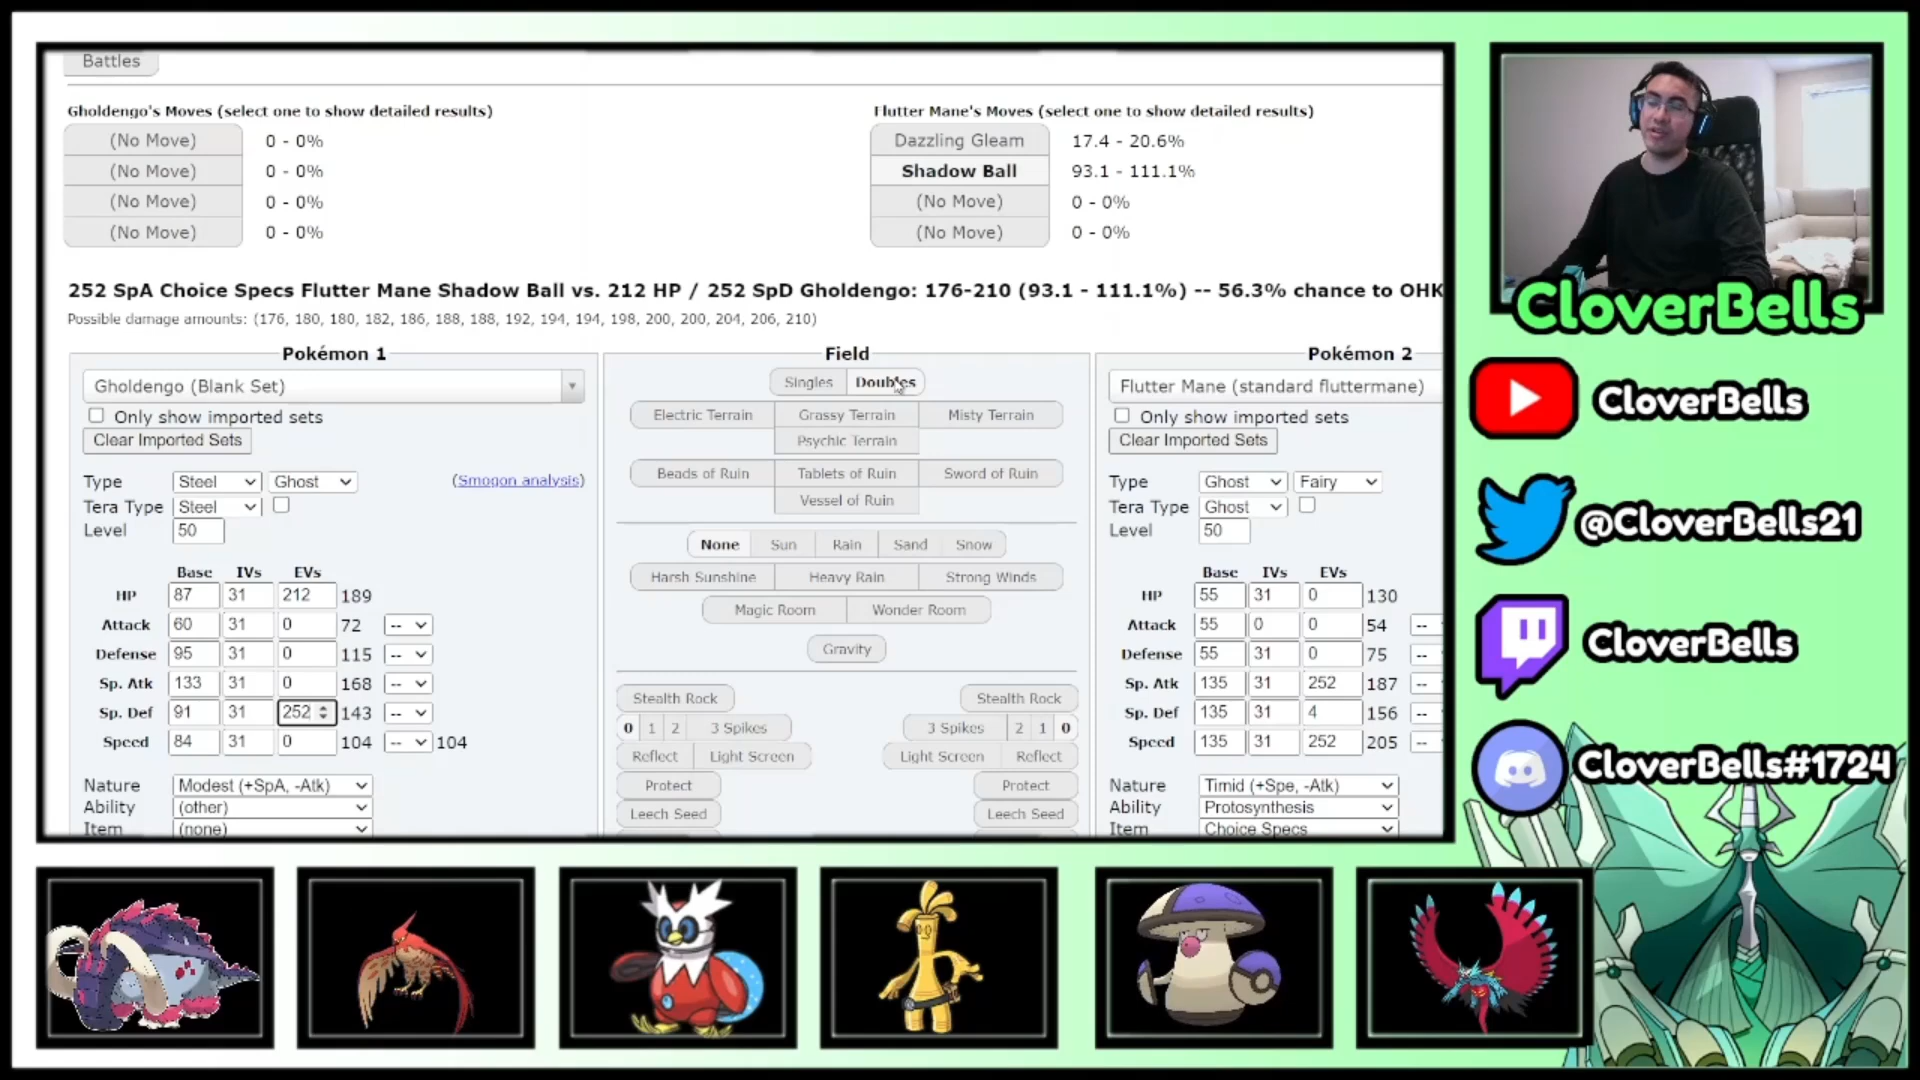 Battles
Gholdengo's Moves (select one to show detailed results)
(No Move) 0 - 0%
(No Move) 0 - 0%
(No Move) 0 - 0%
(No Move) 0 - 0%
Flutter Mane's Moves (select one to show detailed results)
Dazzling Gleam 17.4 - 20.6%
Shadow Ball 93.1 - 111.1%
(No Move) 0 - 0%
(No Move) 0 - 0%
252 SpA Choice Specs Flutter Mane Shadow Ball vs. 212 HP / 252 SpD Gholdengo: 176-210 (93.1 - 111.1%) -- 56.3% chance to OHK
Possible damage amounts: (176, 180, 180, 182, 186, 188, 188, 192, 194, 194, 198, 200, 200, 204, 206, 210)
Pokémon 1
Gholdengo (Blank Set)
Only show imported sets
Clear Imported Sets
Type Steel Ghost (Smogon analysis)
Tera Type Steel
Level 50
Base IVs EVs
HP 87 31 212 189
Attack 60 31 0 72 --
Defense 95 31 0 115 --
Sp. Atk 133 31 0 168 --
Sp. Def 91 31 252 143 --
Speed 84 31 0 104 -- 104
Nature Modest (+SpA, -Atk)
Ability (other)
Item (none)
Field
Singles Doubles
Electric Terrain Grassy Terrain Misty Terrain
Psychic Terrain
Beads of Ruin Tablets of Ruin Sword of Ruin
Vessel of Ruin
None Sun Rain Sand Snow
Harsh Sunshine Heavy Rain Strong Winds
Magic Room Wonder Room
Gravity
Stealth Rock Stealth Rock
0 1 2 3 Spikes 3 Spikes 2 1 0
Reflect Light Screen Light Screen Reflect
Protect Protect
Leech Seed Leech Seed
Pokémon 2
Flutter Mane (standard fluttermane)
Only show imported sets
Clear Imported Sets
Type Ghost Fairy
Tera Type Ghost
Level 50
Base IVs EVs
HP 55 31 0 130
Attack 55 0 0 54 --
Defense 55 31 0 75 --
Sp. Atk 135 31 252 187 --
Sp. Def 135 31 4 156 --
Speed 135 31 252 205 --
Nature Timid (+Spe, -Atk)
Ability Protosynthesis
Item Choice Specs
CloverBells
CloverBells
@CloverBells21
CloverBells
CloverBells#1724